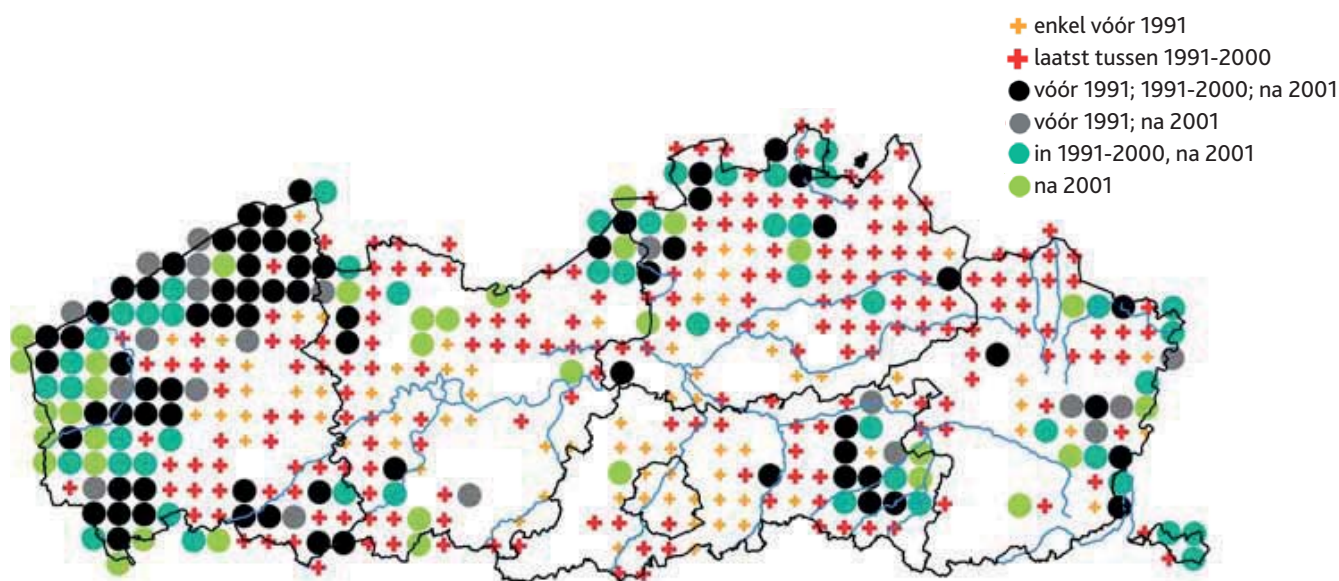 enkel vóór 1991
laatst tussen 1991-2000
vóór 1991; 1991-2000; na 2001
vóór 1991; na 2001
in 1991-2000, na 2001
na 2001